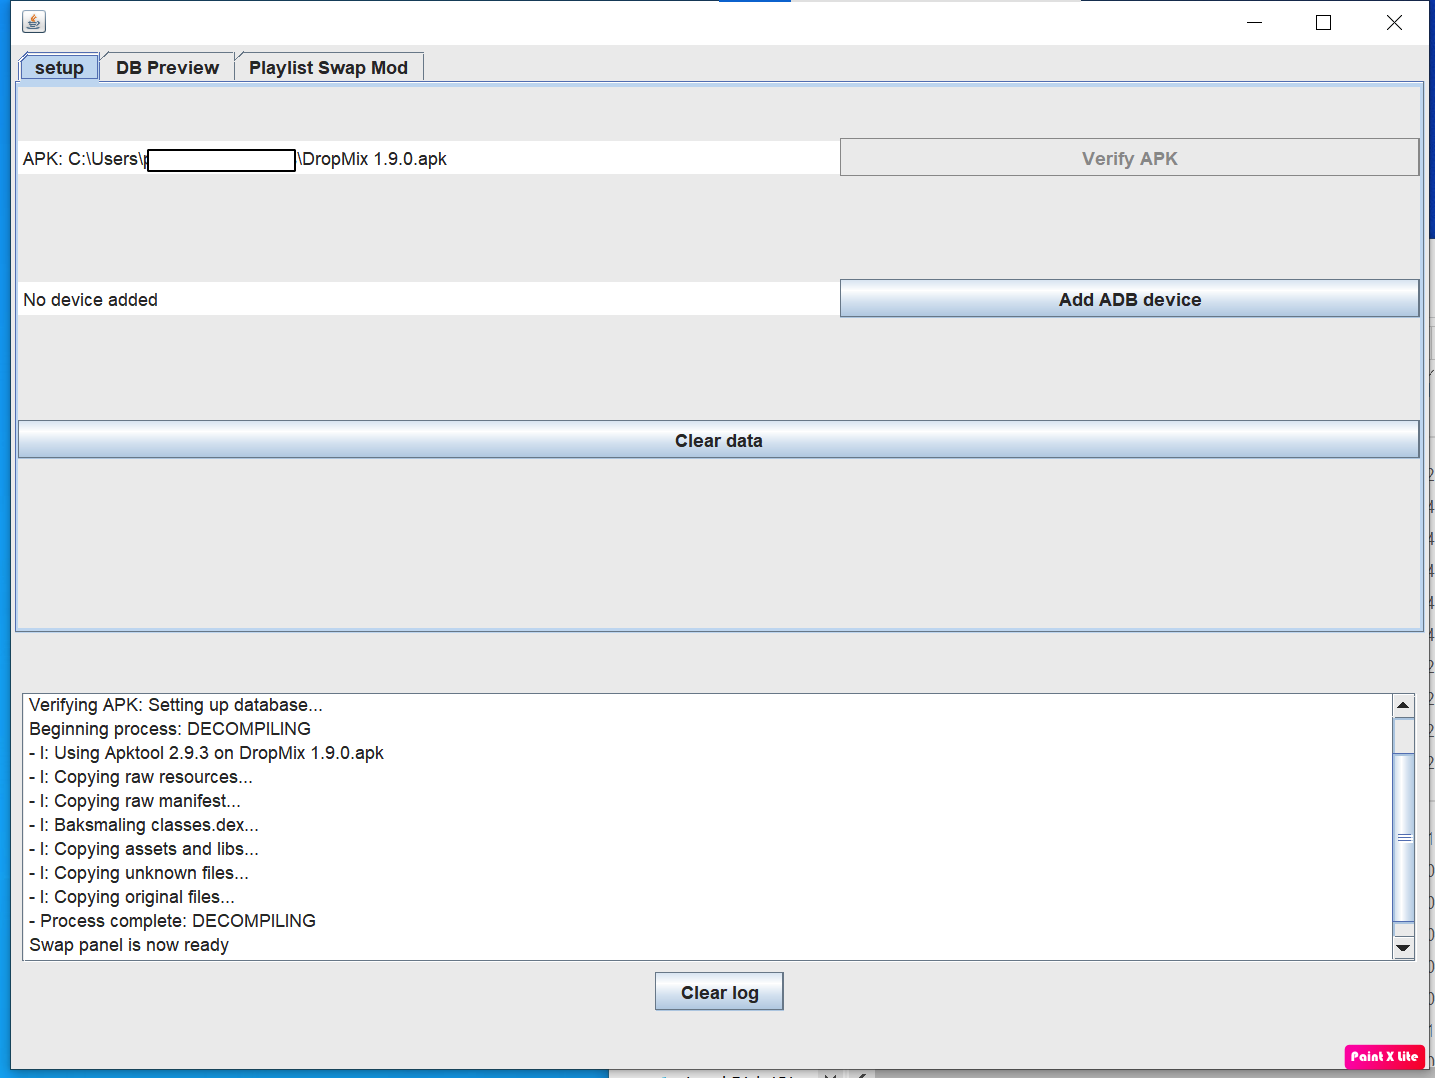 setup DB Preview Playlist Swap Mod
APK: C:\Users\ \DropMix 1.9.0.apk Verify APK
No device added Add ADB device
Clear data
Verifying APK: Setting up database...
Beginning process: DECOMPILING
- I: Using Apktool 2.9.3 on DropMix 1.9.0.apk
- I: Copying raw resources...
- I: Copying raw manifest...
- I: Baksmaling classes.dex...
- I: Copying assets and libs...
- I: Copying unknown files...
- I: Copying original files...
- Process complete: DECOMPILING
Swap panel is now ready
Clear log
Paint X lite